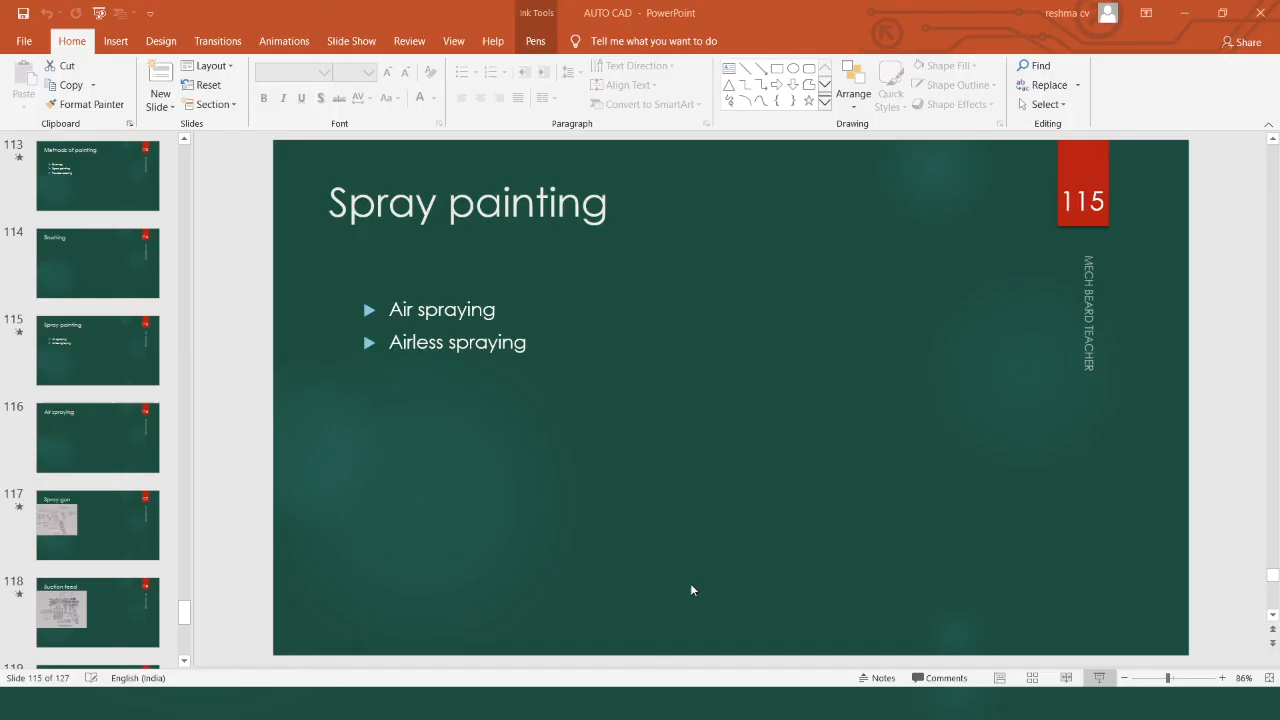 Ink Tools
AUTO CAD - PowerPoint
reshma cv
File Home Insert Design Transitions Animations Slide Show Review View Help Pens Tell me what you want to do Share
Paste
Cut
Copy
Format Painter
Clipboard
New Slide
Layout
Reset
Section
Slides
B I U S abc AV Aa A
Font
Text Direction
Align Text
Convert to SmartArt
Paragraph
Arrange
Quick Styles
Shape Fill
Shape Outline
Shape Effects
Drawing
Find
Replace
Select
Editing
113
Methods of painting
114
Brushing
115
Spray painting
116
Air spraying
117
Spray gun
118
Suction feed
119
Spray painting
115
Air spraying
Airless spraying
MECH BEARD TEACHER
Slide 115 of 127
English (India)
Notes
Comments
86%